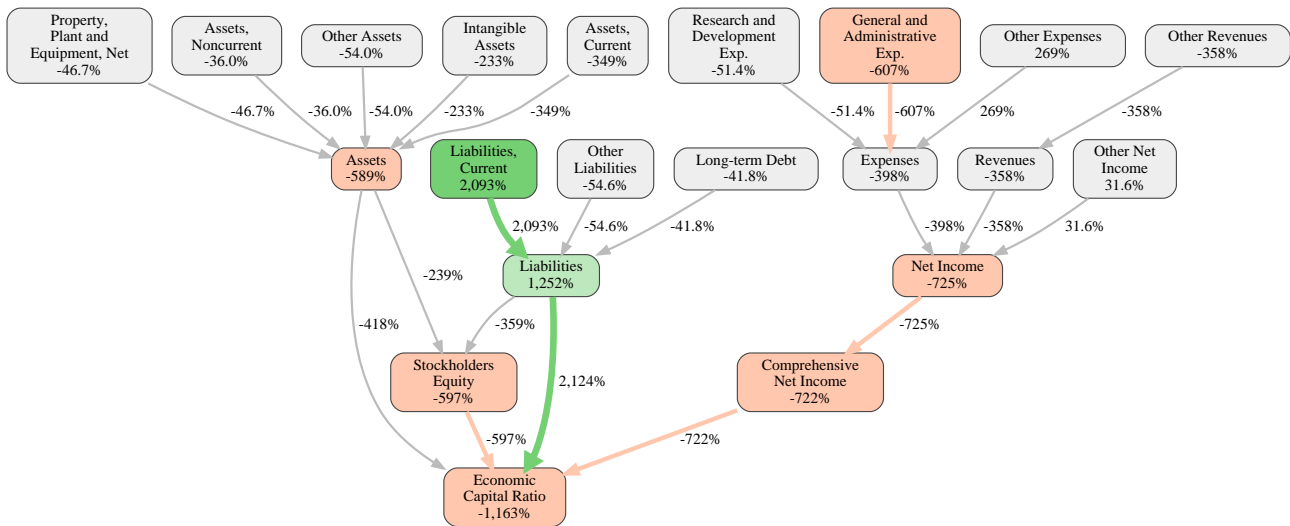 Property,
Plant and
Equipment, Net
-46.7%
Assets,
Noncurrent
-36.0%
Other Assets
-54.0%
Intangible
Assets
-233%
Assets,
Current
-349%
Research and
Development
Exp.
-51.4%
General and
Administrative
Exp.
-607%
Other Expenses
269%
Other Revenues
-358%
-46.7%
-36.0%
-54.0%
-233%
-349%
-51.4%
-607%
269%
-358%
Assets
-589%
Liabilities,
Current
2,093%
Other
Liabilities
-54.6%
Long-term Debt
-41.8%
Expenses
-398%
Revenues
-358%
Other Net
Income
31.6%
2,093%
-54.6%
-41.8%
-398%
-358%
31.6%
-239%
Liabilities
1,252%
Net Income
-725%
-418%
-359%
-725%
Stockholders
Equity
-597%
2,124%
Comprehensive
Net Income
-722%
-597%
-722%
Economic
Capital Ratio
-1,163%